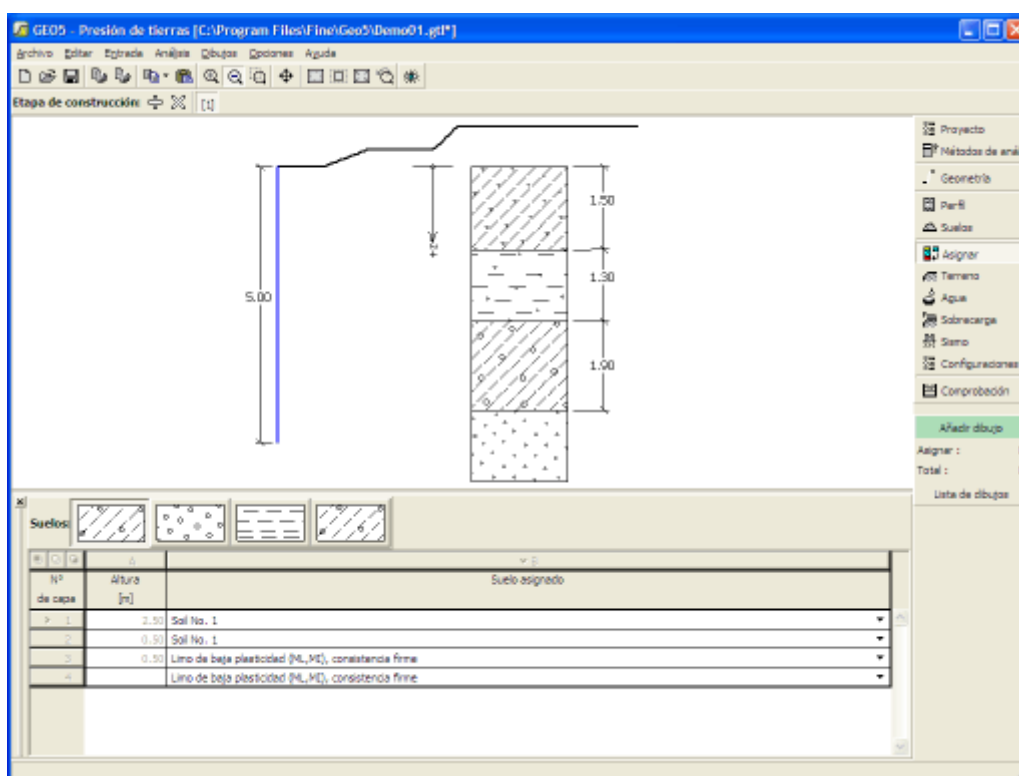 GEO5 - Presión de tierras [C:\Program Files\Fine\Geo5\Demo01.gtl*]
Archivo Editar Entrada Análisis Dibujos Opciones Ayuda
Etapa de construcción: [1]
1.50
+z
1.30
5.00
1.90
Proyecto
Métodos de aná
Geometría
Perfil
Suelos
Asignar
Terreno
Agua
Sobrecarga
Sismo
Configuraciones
Comprobación
Añadir dibujo
Asignar :
Total :
Lista de dibujos
Suelos:
Nº de capa
Altura [m]
Suelo asignado
> 1 2.50 Soil No. 1
2 0.50 Soil No. 1
3 0.50 Limo de baja plasticidad (ML,MI), consistencia firme
4 Limo de baja plasticidad (ML,MI), consistencia firme